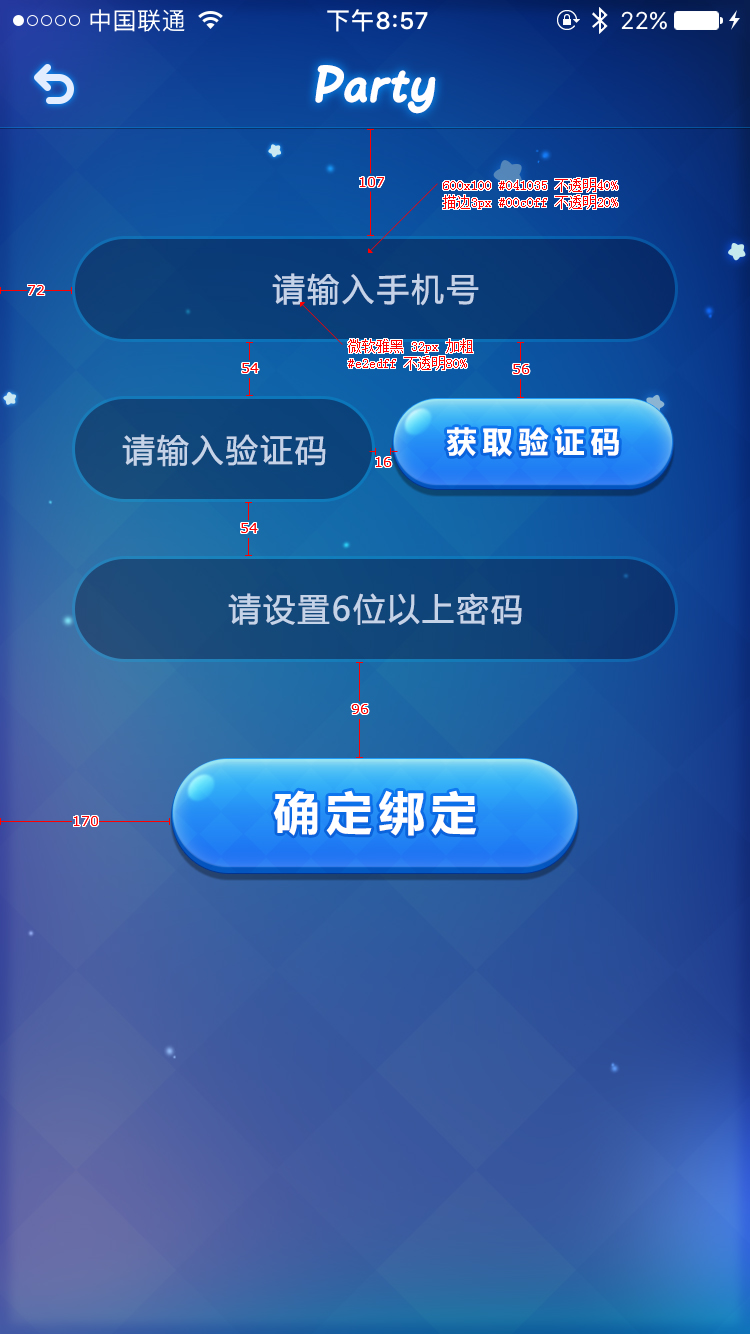 中国联通 下午8:57 22%
Party
107
600x100 #041035 不透明40%
描边3px #00c0ff 不透明20%
72
请输入手机号
微软雅黑 32px 加粗
#e2edff 不透明80%
54
56
请输入验证码
16
获取验证码
54
请设置6位以上密码
96
170
确定绑定